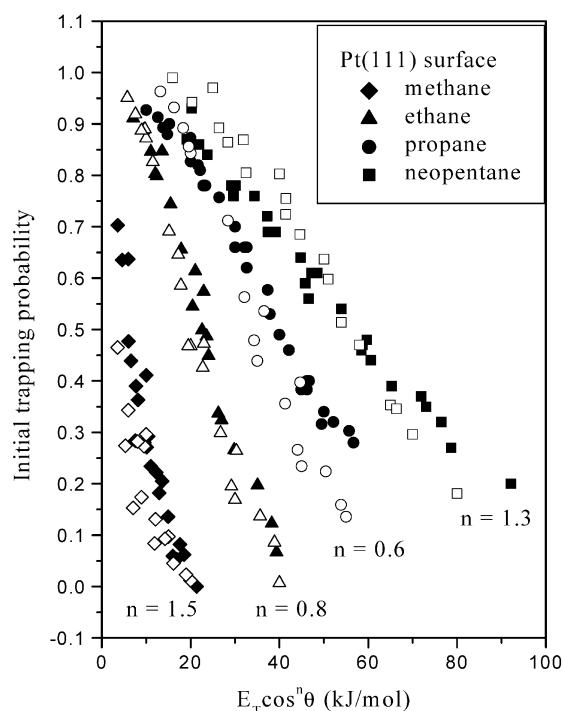 1.1
1.0
0.9
0.8
0.7
0.6
0.5
0.4
0.3
0.2
0.1
0.0
-0.1
Initial trapping probability
Pt(111) surface
methane
ethane
propane
neopentane
n = 1.3
n = 0.6
n = 1.5
n = 0.8
0
20
40
60
80
100
E_T cos^n θ (kJ/mol)